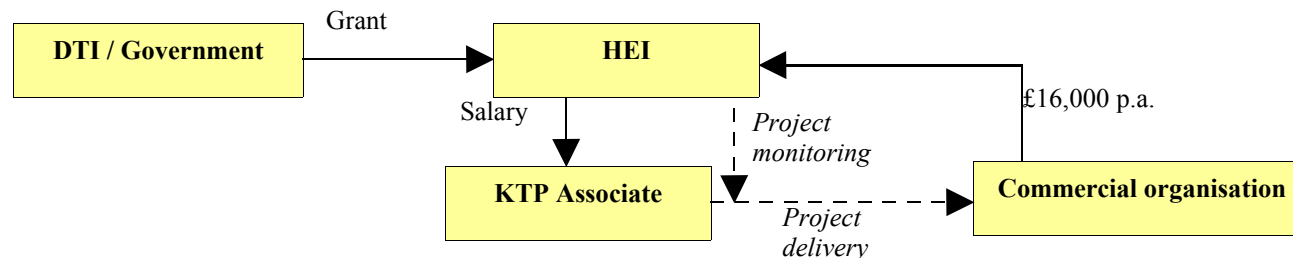 Grant
DTI / Government
HEI
£16,000 p.a.
Salary
Project
monitoring
KTP Associate
Commercial organisation
Project
delivery